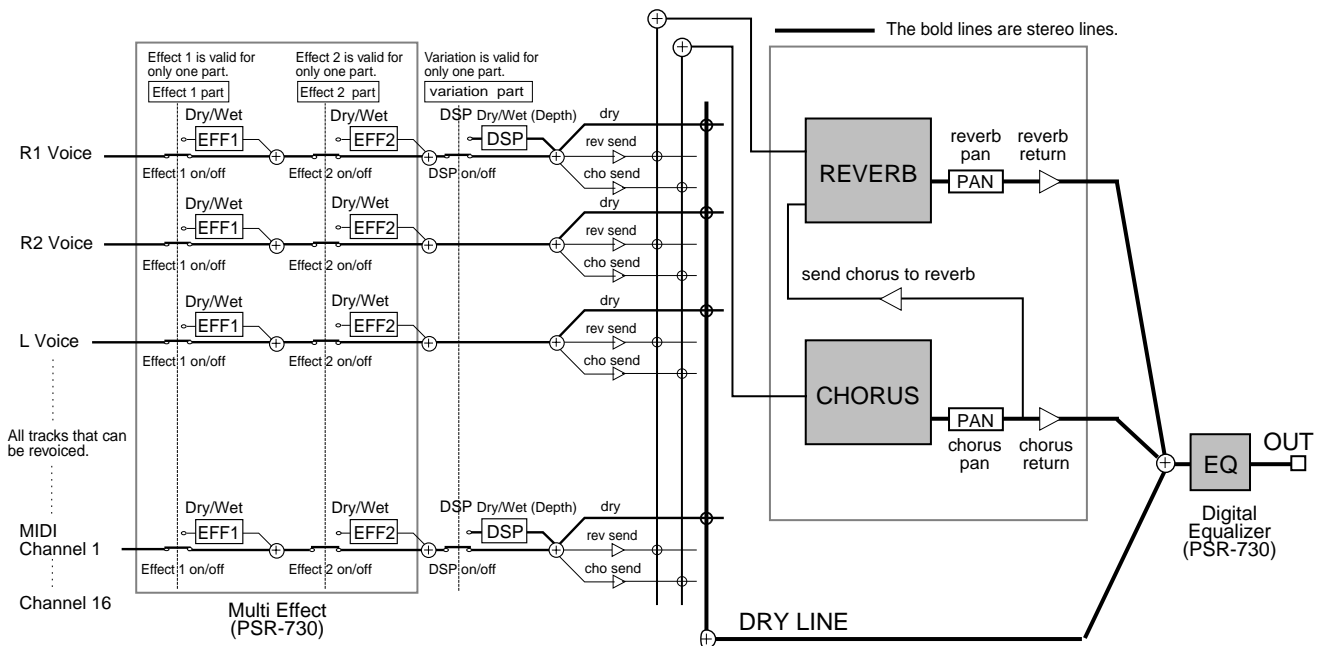 The bold lines are stereo lines.
Effect 1 is valid for
only one part.
Effect 1 part
Effect 2 is valid for
only one part.
Effect 2 part
Variation is valid for
only one part.
variation part
R1 Voice
Dry/Wet
EFF1
Effect 1 on/off
Dry/Wet
EFF2
Effect 2 on/off
DSP Dry/Wet (Depth)
DSP
DSP on/off
dry
rev send
cho send
R2 Voice
Dry/Wet
EFF1
Effect 1 on/off
Dry/Wet
EFF2
Effect 2 on/off
dry
rev send
cho send
L Voice
Dry/Wet
EFF1
Effect 1 on/off
Dry/Wet
EFF2
Effect 2 on/off
dry
rev send
cho send
All tracks that can
be revoiced.
MIDI
Channel 1
Dry/Wet
EFF1
Effect 1 on/off
Dry/Wet
EFF2
Effect 2 on/off
DSP Dry/Wet (Depth)
DSP
DSP on/off
dry
rev send
cho send
Channel 16
Multi Effect
(PSR-730)
REVERB
reverb
pan
PAN
reverb
return
send chorus to reverb
CHORUS
PAN
chorus
pan
chorus
return
DRY LINE
EQ
OUT
Digital
Equalizer
(PSR-730)